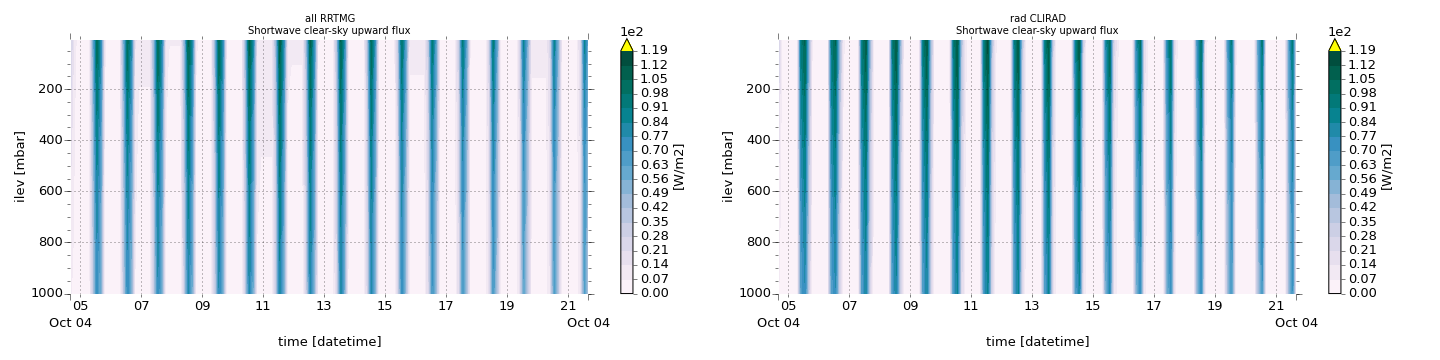 all RRTMG
Shortwave clear-sky upward flux
1e2
1.19
1.12
1.05
0.98
0.91
0.84
0.77
0.70
0.63
0.56
0.49
0.42
0.35
0.28
0.21
0.14
0.07
0.00
[W/m2]
ilev [mbar]
200
400
600
800
1000
05 07 09 11 13 15 17 19 21
Oct 04 Oct 04
time [datetime]
rad CLIRAD
Shortwave clear-sky upward flux
1e2
1.19
1.12
1.05
0.98
0.91
0.84
0.77
0.70
0.63
0.56
0.49
0.42
0.35
0.28
0.21
0.14
0.07
0.00
[W/m2]
ilev [mbar]
200
400
600
800
1000
05 07 09 11 13 15 17 19 21
Oct 04 Oct 04
time [datetime]